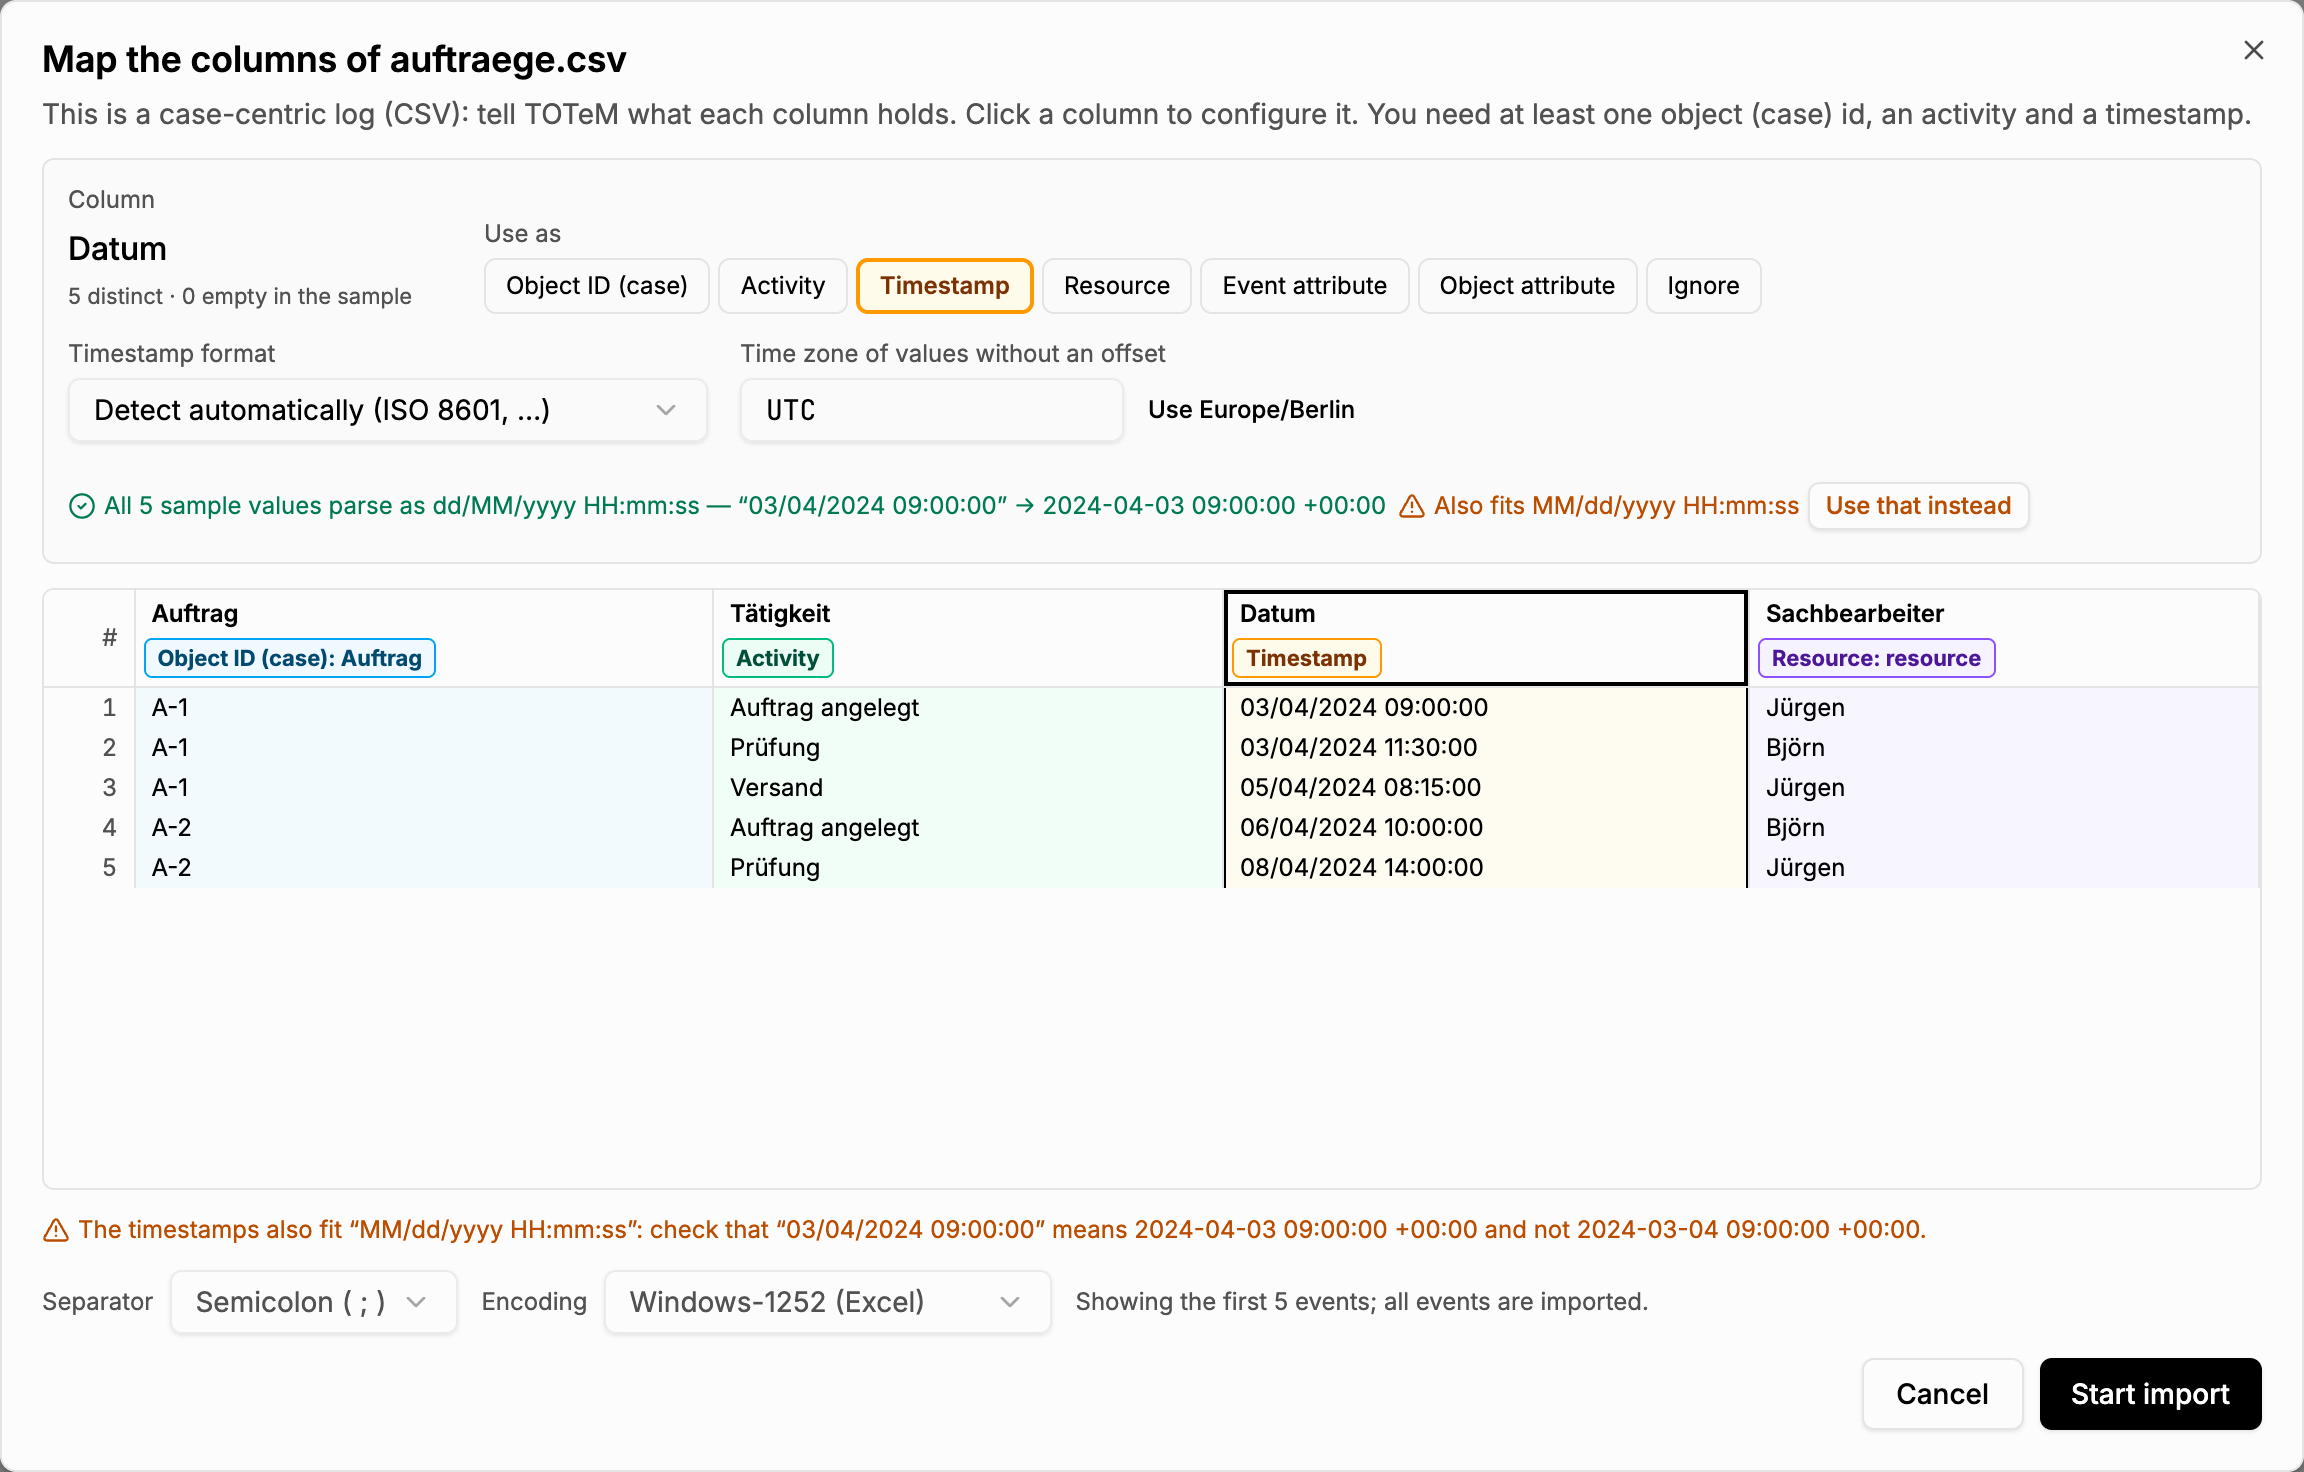 Map the columns of auftraege.csv
This is a case-centric log (CSV): tell TOTeM what each column holds. Click a column to configure it. You need at least one object (case) id, an activity and a timestamp.
Column
Datum
5 distinct · 0 empty in the sample
Use as
Object ID (case) Activity Timestamp Resource Event attribute Object attribute Ignore
Timestamp format Time zone of values without an offset
Detect automatically (ISO 8601, ...) UTC Use Europe/Berlin
All 5 sample values parse as dd/MM/yyyy HH:mm:ss — “03/04/2024 09:00:00” → 2024-04-03 09:00:00 +00:00 Also fits MM/dd/yyyy HH:mm:ss Use that instead
# Auftrag Tätigkeit Datum Sachbearbeiter
Object ID (case): Auftrag Activity Timestamp Resource: resource
1 A-1 Auftrag angelegt 03/04/2024 09:00:00 Jürgen
2 A-1 Prüfung 03/04/2024 11:30:00 Björn
3 A-1 Versand 05/04/2024 08:15:00 Jürgen
4 A-2 Auftrag angelegt 06/04/2024 10:00:00 Björn
5 A-2 Prüfung 08/04/2024 14:00:00 Jürgen
The timestamps also fit “MM/dd/yyyy HH:mm:ss”: check that “03/04/2024 09:00:00” means 2024-04-03 09:00:00 +00:00 and not 2024-03-04 09:00:00 +00:00.
Separator Semicolon ( ; ) Encoding Windows-1252 (Excel) Showing the first 5 events; all events are imported.
Cancel Start import